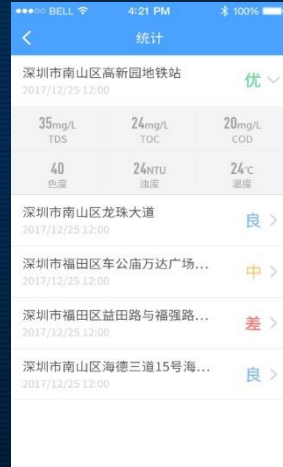 ●●●○○ BELL 4:21 PM 100%
统计
深圳市南山区高新园地铁站 优
2017/12/25 12:00
35mg/L 24mg/L 20mg/L
TDS TOC COD
40 24NTU 24℃
色度 浊度 温度
深圳市南山区龙珠大道 良
2017/12/25 12:00
深圳市福田区车公庙万达广场... 中
2017/12/25 12:00
深圳市福田区益田路与福强路... 差
2017/12/25 12:00
深圳市南山区海德三道15号海... 良
2017/12/25 12:00